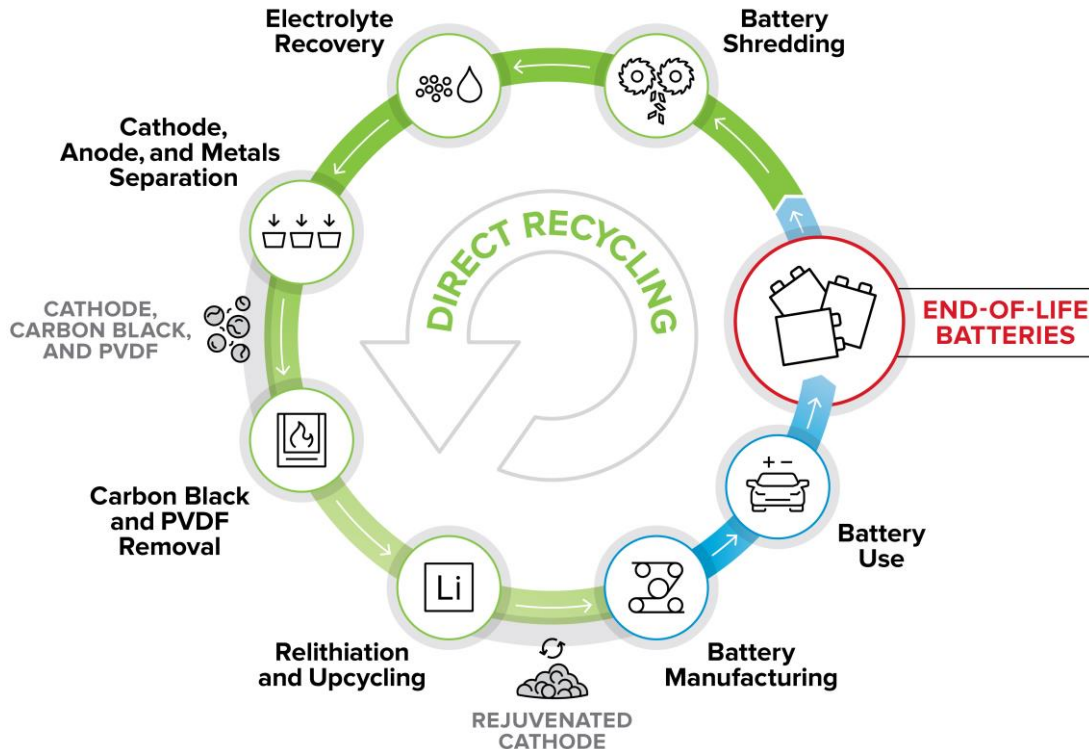 Electrolyte
Recovery
Battery
Shredding
Cathode,
Anode, and Metals
Separation
DIRECT RECYCLING
CATHODE,
CARBON BLACK,
AND PVDF
END-OF-LIFE
BATTERIES
Carbon Black
and PVDF
Removal
+ -
Battery
Use
Li
Relithiation
and Upcycling
Battery
Manufacturing
REJUVENATED
CATHODE